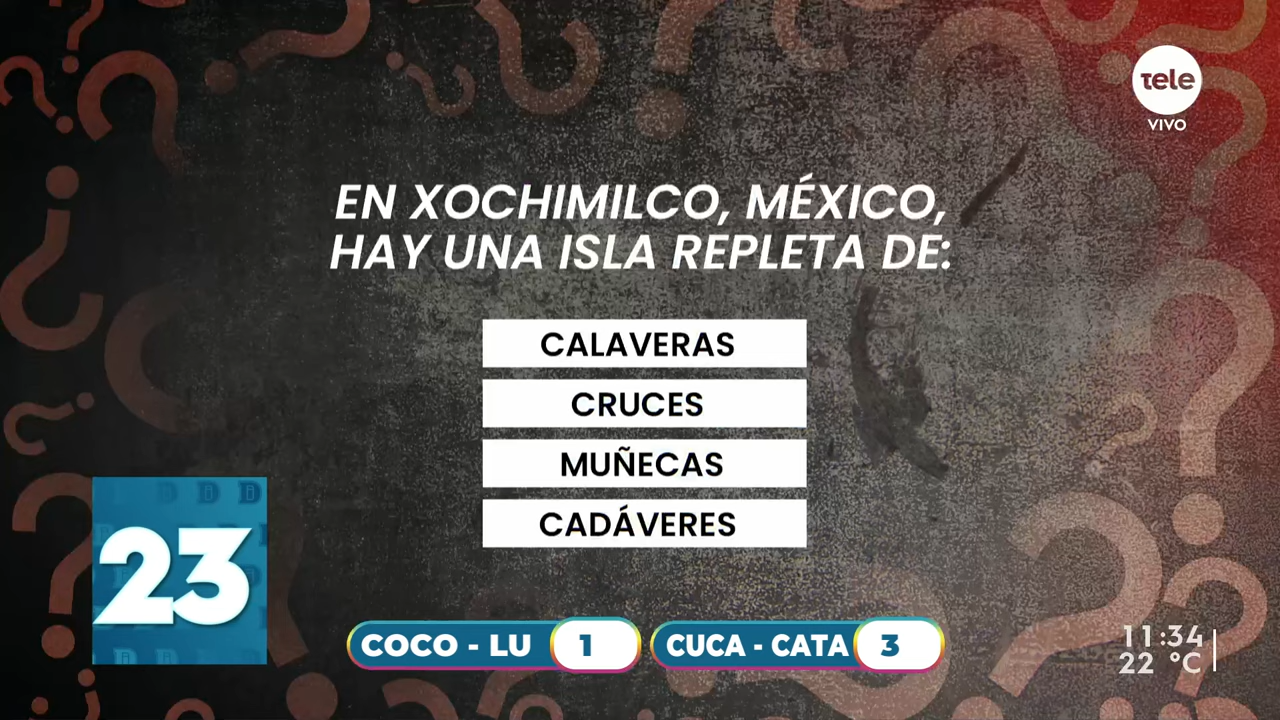 tele
VIVO
EN XOCHIMILCO, MÉXICO,
HAY UNA ISLA REPLETA DE:
CALAVERAS
CRUCES
MUÑECAS
CADÁVERES
23
COCO - LU 1
CUCA - CATA 3
11:34
22 °C